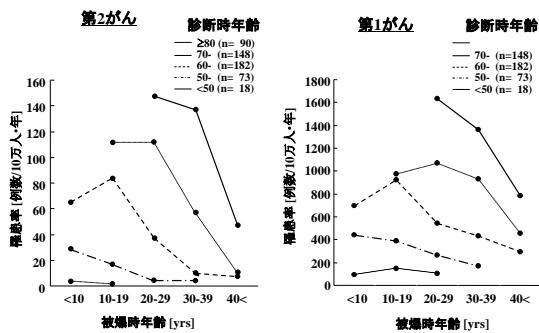 第2がん
診断時年齢
≥80 (n= 90)
70- (n=148)
60- (n=182)
50- (n= 73)
<50 (n= 18)
罹患率 [例数/10万人・年]
160
140
120
100
80
60
40
20
0
<10 10-19 20-29 30-39 40<
被爆時年齢 [yrs]
第1がん
診断時年齢
70- (n=148)
60- (n=182)
50- (n= 73)
<50 (n= 18)
罹患率 [例数/10万人・年]
1800
1600
1400
1200
1000
800
600
400
200
0
<10 10-19 20-29 30-39 40<
被爆時年齢 [yrs]